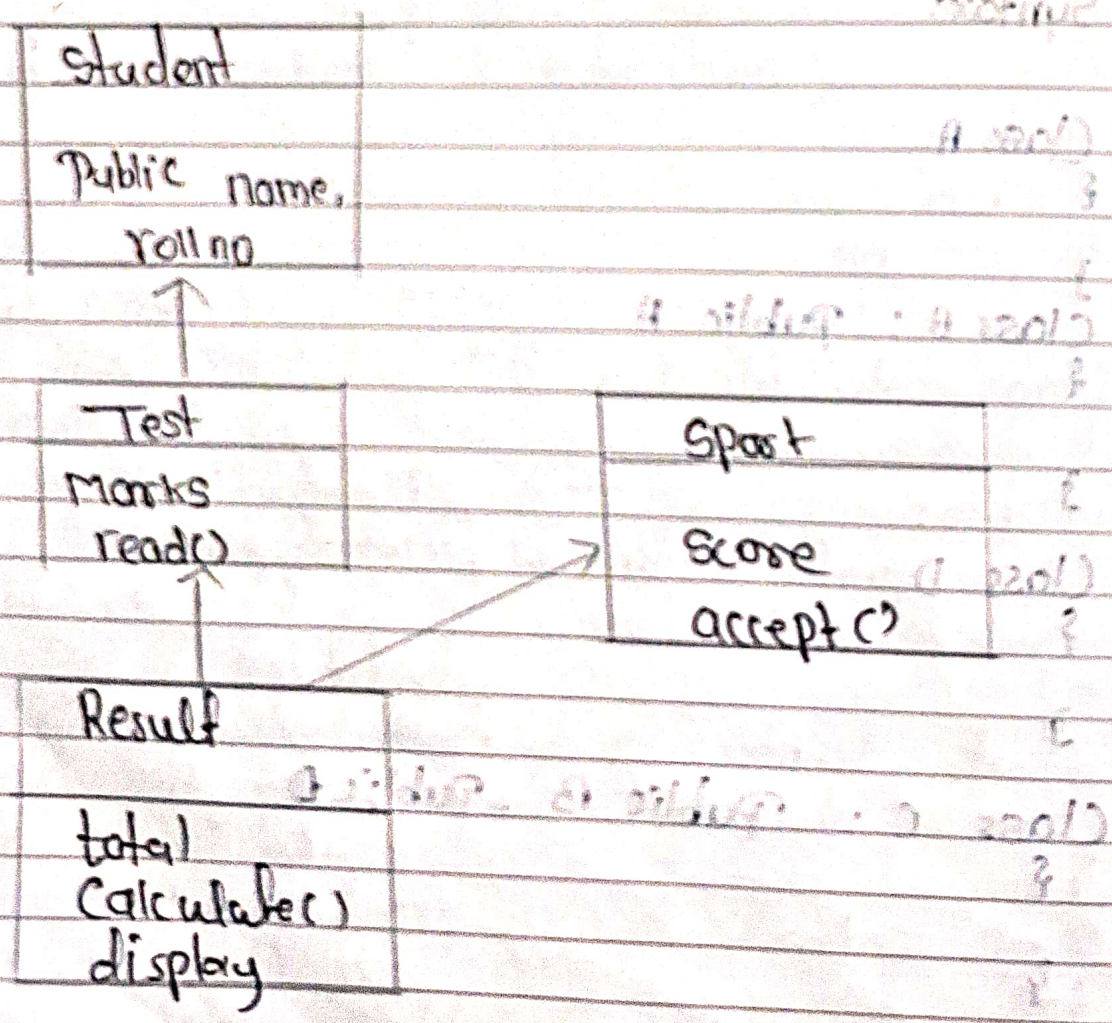 Student
Public name,
rollno
Test
Marks
read()
Sport
Score
accept()
Result
total
Calculate()
display